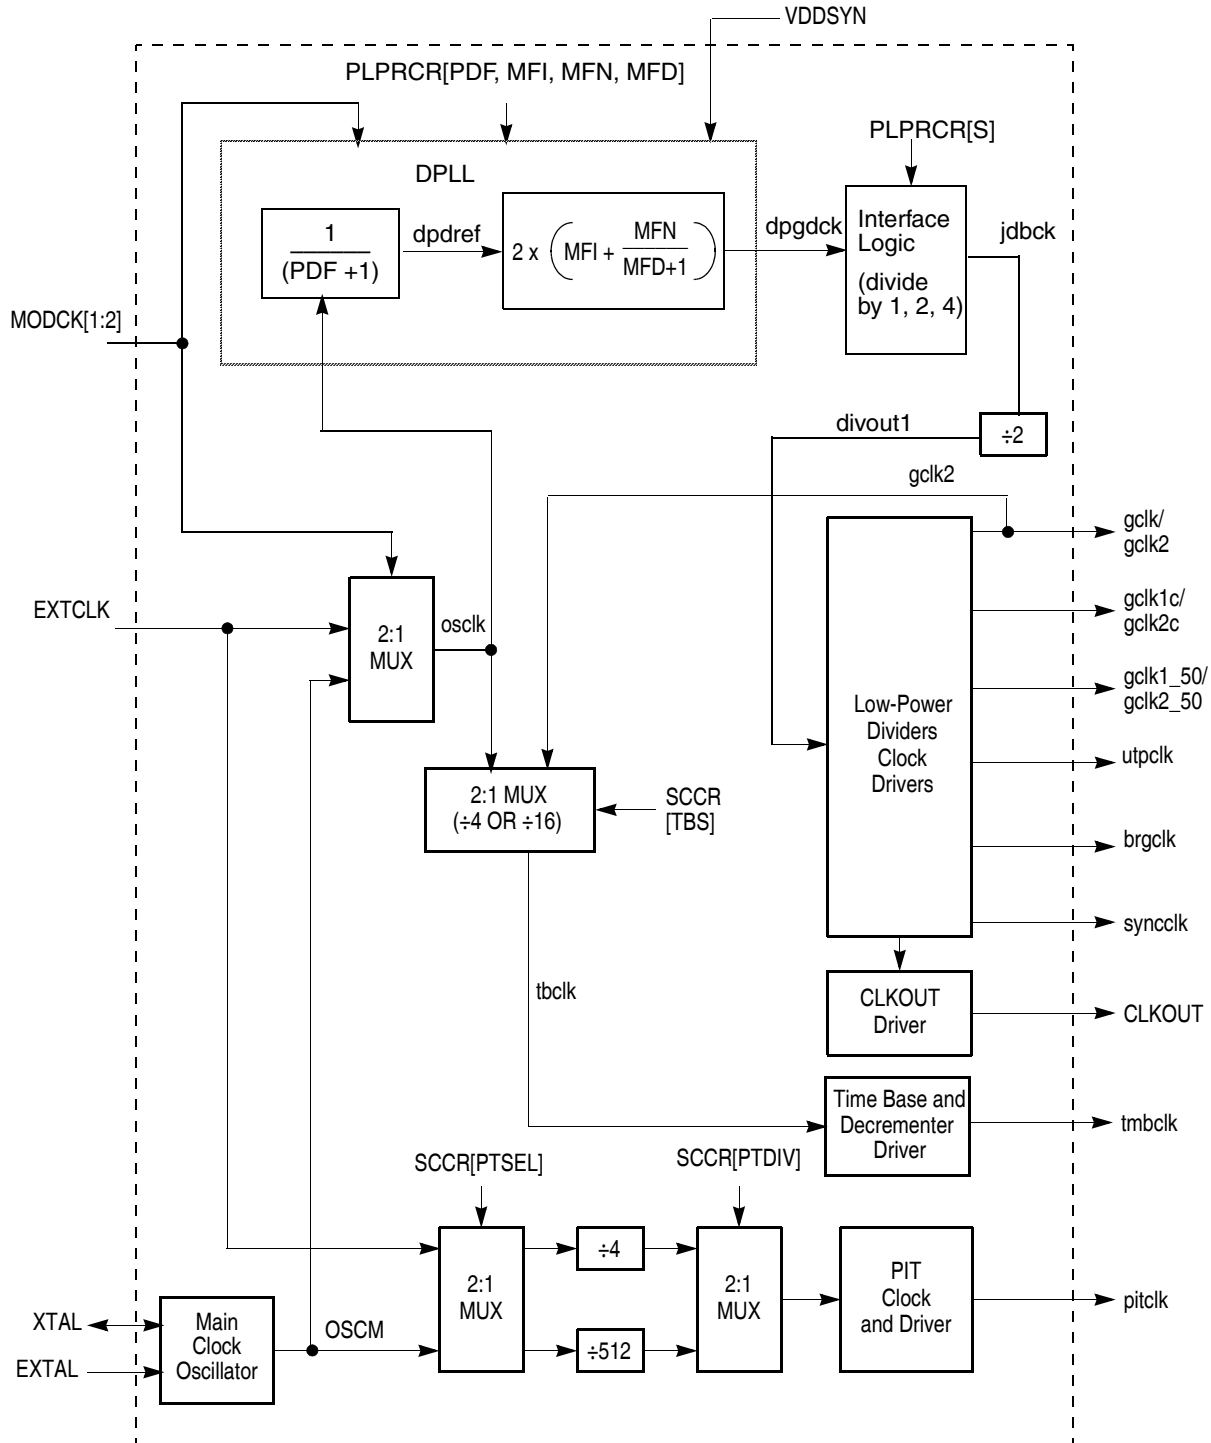 VDDSYN
PLPRCR[PDF, MFI, MFN, MFD]
PLPRCR[S]
DPLL
1
(PDF +1)
dpdref
2 x ( MFI + MFN
MFD+1 )
dpgdck
Interface
Logic
(divide
by 1, 2, 4)
jdbck
MODCK[1:2]
divout1
÷2
gclk2
gclk/
gclk2
EXTCLK
2:1
MUX
osclk
gclk1c/
gclk2c
gclk1_50/
gclk2_50
Low-Power
Dividers
Clock
Drivers
utpclk
2:1 MUX
(÷4 OR ÷16)
SCCR
[TBS]
brgclk
syncclk
tbclk
CLKOUT
Driver
CLKOUT
Time Base and
Decrementer
Driver
tmbclk
SCCR[PTSEL]
SCCR[PTDIV]
2:1
MUX
÷4
÷512
2:1
MUX
PIT
Clock
and Driver
pitclk
XTAL
EXTAL
Main
Clock
Oscillator
OSCM